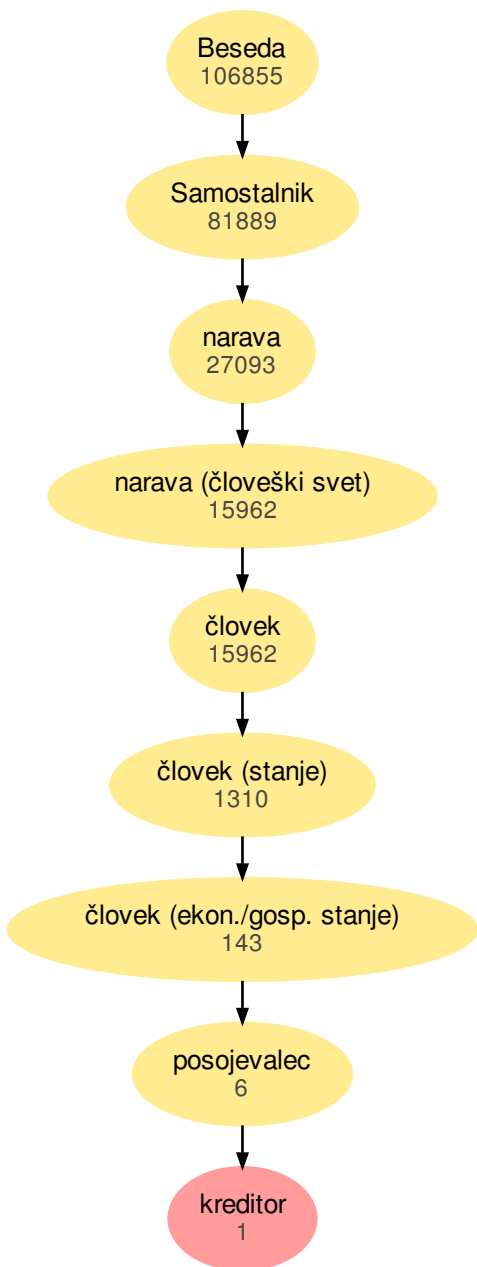 Beseda
106855
Samostalnik
81889
narava
27093
narava (človeški svet)
15962
človek
15962
človek (stanje)
1310
človek (ekon./gosp. stanje)
143
posojevalec
6
kreditor
1